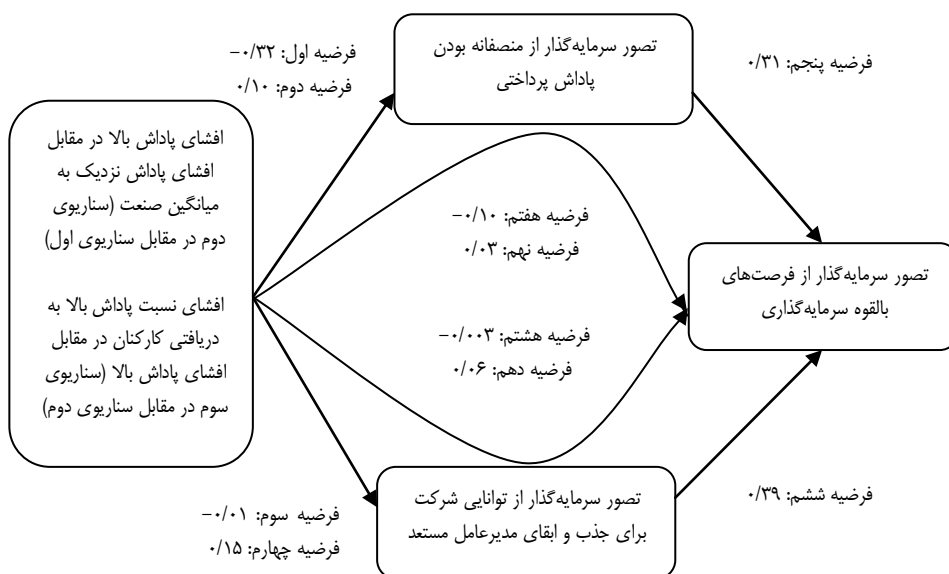 تصور سرمایه‌گذار از منصفانه بودن
پاداش پرداختی
فرضیه اول: ۰/۳۲−
فرضیه دوم: ۰/۱۰
فرضیه پنجم: ۰/۳۱
افشای پاداش بالا در مقابل
افشای پاداش نزدیک به
میانگین صنعت (سناریوی
دوم در مقابل سناریوی اول)
افشای نسبت پاداش بالا به
دریافتی کارکنان در مقابل
افشای پاداش بالا (سناریوی
سوم در مقابل سناریوی دوم)
فرضیه هفتم: ۰/۱۰−
فرضیه نهم: ۰/۰۳
فرضیه هشتم: ۰/۰۰۳−
فرضیه دهم: ۰/۰۶
تصور سرمایه‌گذار از فرصت‌های
بالقوه سرمایه‌گذاری
فرضیه سوم: ۰/۰۱−
فرضیه چهارم: ۰/۱۵
تصور سرمایه‌گذار از توانایی شرکت
برای جذب و ابقای مدیرعامل مستعد
فرضیه ششم: ۰/۳۹